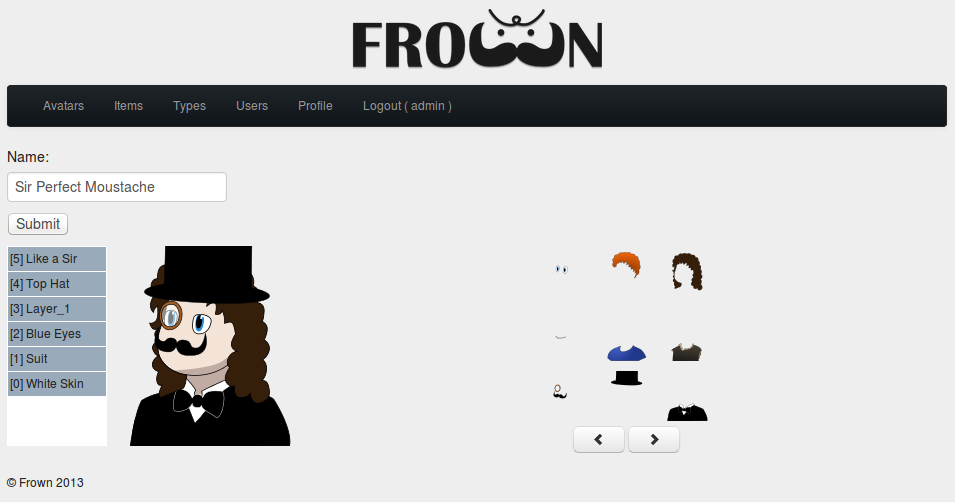 FROWN
Avatars Items Types Users Profile Logout ( admin )
Name:
Sir Perfect Moustache
Submit
[5] Like a Sir
[4] Top Hat
[3] Layer_1
[2] Blue Eyes
[1] Suit
[0] White Skin
© Frown 2013